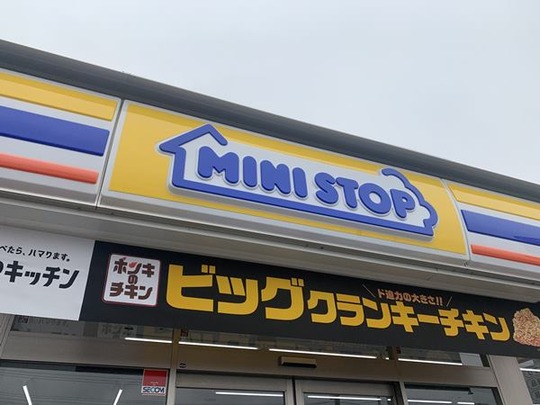 MINI STOP
べたら、ハマります。
のキッチン
ホンキ
の
チキン
ド迫力の大きさ!!
ビッグクランキーチキン
SECOM